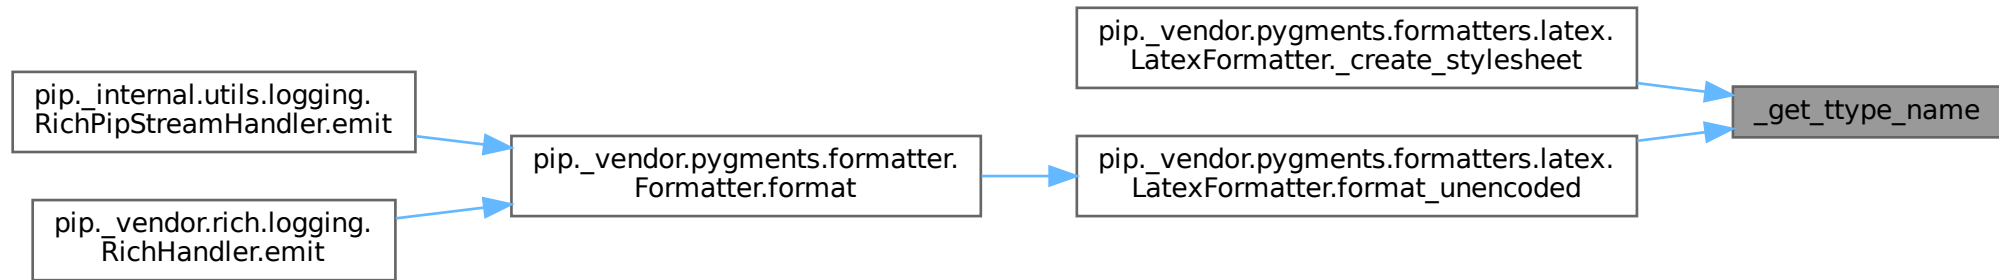 pip._internal.utils.logging.
RichPipStreamHandler.emit
pip._vendor.rich.logging.
RichHandler.emit
pip._vendor.pygments.formatter.
Formatter.format
pip._vendor.pygments.formatters.latex.
LatexFormatter._create_stylesheet
pip._vendor.pygments.formatters.latex.
LatexFormatter.format_unencoded
_get_ttype_name